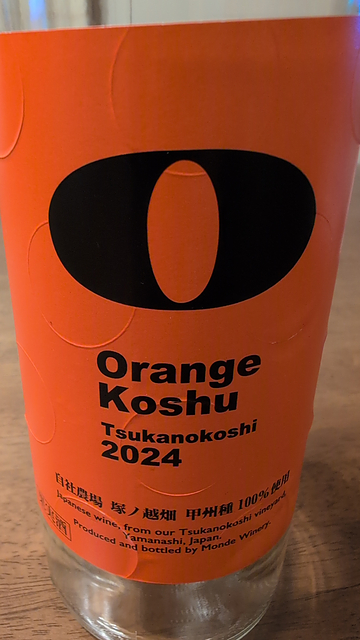 O
Orange
Koshu
Tsukanokoshi
2024
自社農場 塚ノ越畑 甲州種 100%使用
Japanese wine, from our Tsukanokoshi vineyard,
Yamanashi, Japan.
Produced and bottled by Monde Winery.